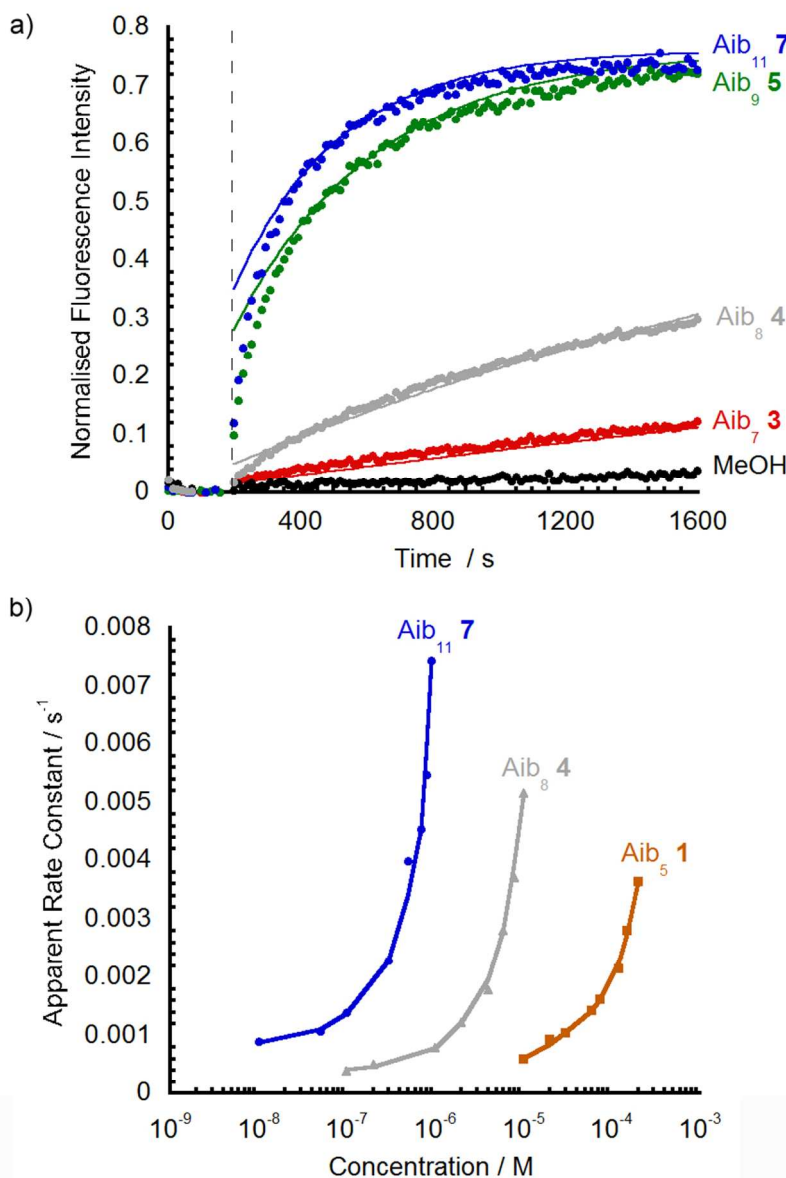 a)
0.8
0.7
0.6
0.5
0.4
0.3
0.2
0.1
0
Normalised Fluorescence Intensity
Aib11 7
Aib9 5
Aib8 4
Aib7 3
MeOH
0 400 800 1200 1600
Time / s
b)
0.008
0.007
0.006
0.005
0.004
0.003
0.002
0.001
0
Apparent Rate Constant / s-1
Aib11 7
Aib8 4
Aib5 1
10-9 10-8 10-7 10-6 10-5 10-4 10-3
Concentration / M